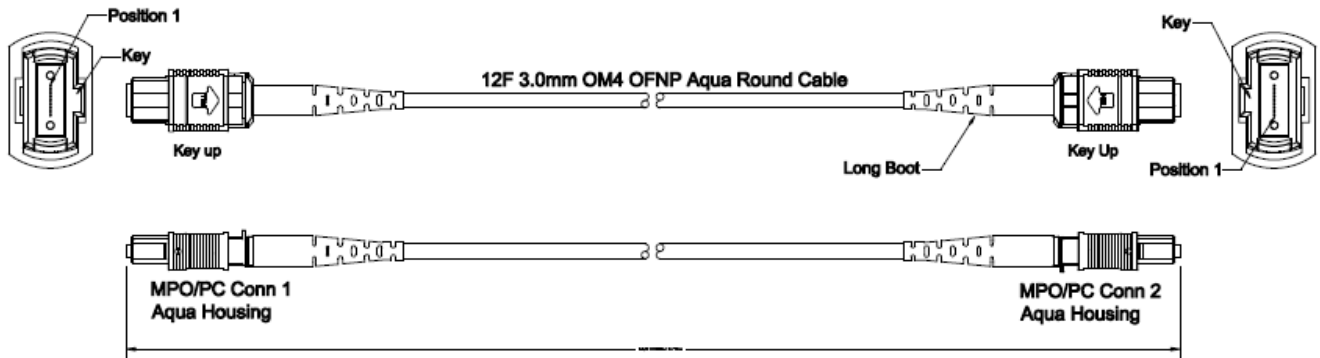 Position 1
Key
Key
12F 3.0mm OM4 OFNP Aqua Round Cable
Key up
Key Up
Long Boot
Position 1
MPO/PC Conn 1
Aqua Housing
MPO/PC Conn 2
Aqua Housing